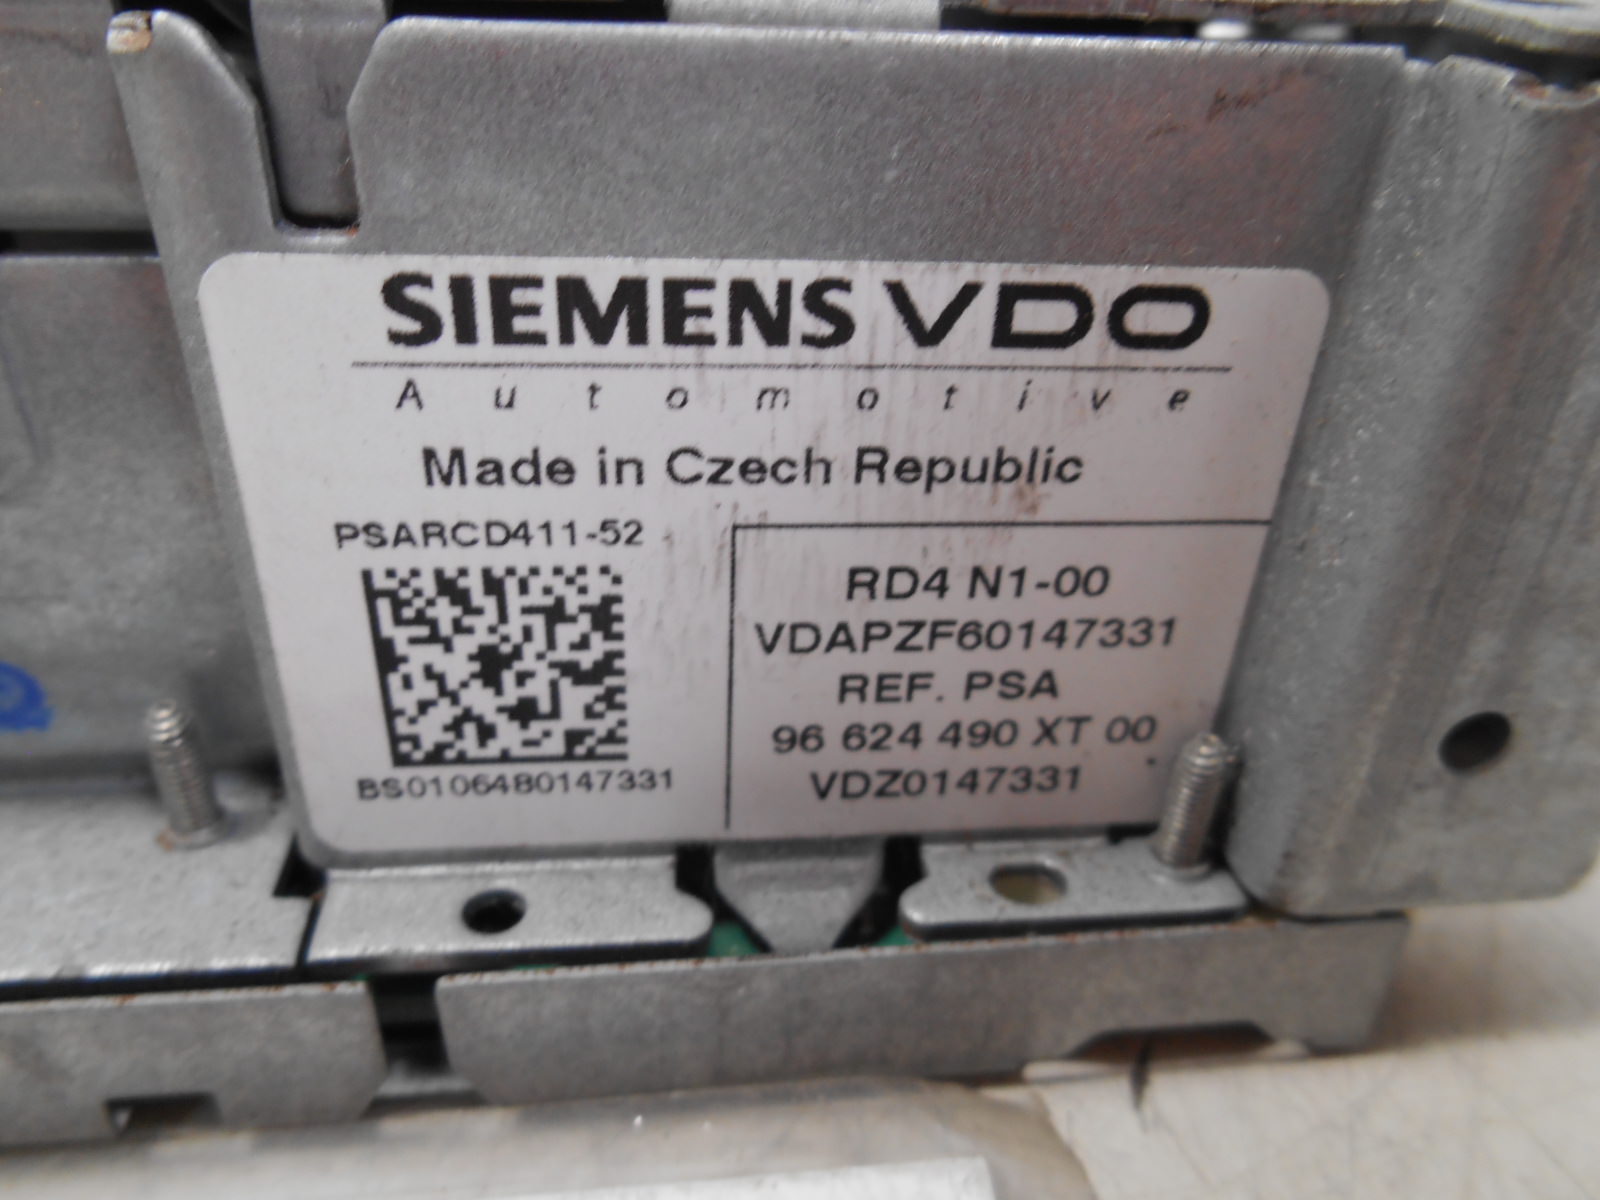 SIEMENS VDO
Automotive
Made in Czech Republic
PSARCD411-52
BS0106480147331
RD4 N1-00
VDAPZF60147331
REF. PSA
96 624 490 XT 00
VDZ0147331